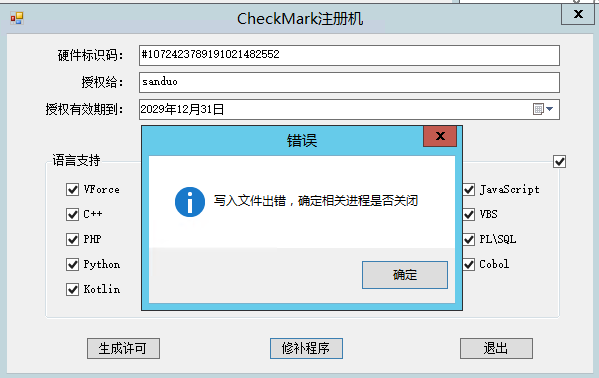 CheckMark注册机
硬件标识码： #1072423789191021482552
授权给： sanduo
授权有效期到： 2029年12月31日
错误
x
写入文件出错，确定相关进程是否关闭
确定
语言支持
VForce
JavaScript
C++
VBS
PHP
PL\SQL
Python
Cobol
Kotlin
生成许可
修补程序
退出